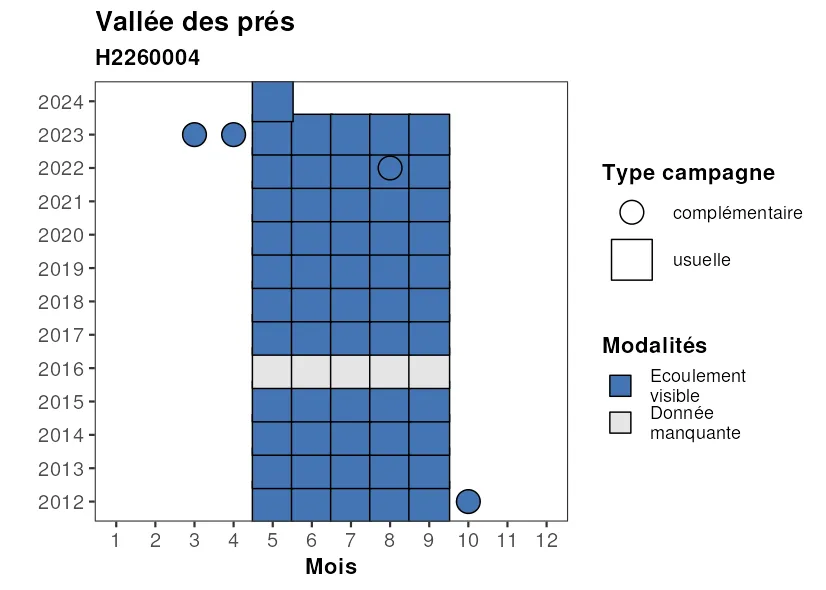 Vallée des prés
H2260004
2024
2023
2022
2021
2020
2019
2018
2017
2016
2015
2014
2013
2012
1 2 3 4 5 6 7 8 9 10 11 12
Mois
Type campagne
complémentaire
usuelle
Modalités
Ecoulement
visible
Donnée
manquante